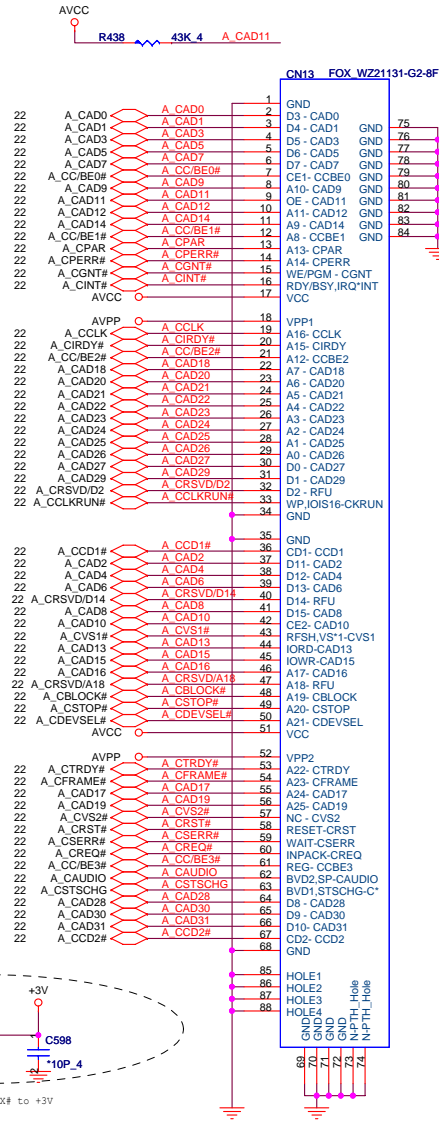 AVCC
R438 43K_4 A_CAD11
CN13 FOX_WZ21131-G2-8F
1 GND
22 A_CAD0 A_CAD0 2 D3 - CAD0
22 A_CAD1 A_CAD1 3 D4 - CAD1 GND 75
22 A_CAD3 A_CAD3 4 D5 - CAD3 GND 76
22 A_CAD5 A_CAD5 5 D6 - CAD5 GND 77
22 A_CAD7 A_CAD7 6 D7 - CAD7 GND 78
22 A_CC/BE0# A_CC/BE0# 7 CE1- CCBE0 GND 79
22 A_CAD9 A_CAD9 8 A10 - CAD9 GND 80
22 A_CAD11 A_CAD11 9 OE - CAD11 GND 81
22 A_CAD12 A_CAD12 10 A11- CAD12 GND 82
22 A_CAD14 A_CAD14 11 A9 - CAD14 GND 83
22 A_CC/BE1# A_CC/BE1# 12 A8 - CCBE1 GND 84
22 A_CPAR A_CPAR 13 A13- CPAR
22 A_CPERR# A_CPERR# 14 A14- CPERR
22 A_CGNT# A_CGNT# 15 WE/PGM - CGNT
22 A_CINT# A_CINT# 16 RDY/BSY,IRQ*INT
AVCC 17 VCC
AVPP 18 VPP1
22 A_CCLK A_CCLK 19 A16- CCLK
22 A_CIRDY# A_CIRDY# 20 A15- CIRDY
22 A_CC/BE2# A_CC/BE2# 21 A12- CCBE2
22 A_CAD18 A_CAD18 22 A7 - CAD18
22 A_CAD20 A_CAD20 23 A6 - CAD20
22 A_CAD21 A_CAD21 24 A5 - CAD21
22 A_CAD22 A_CAD22 25 A4 - CAD22
22 A_CAD23 A_CAD23 26 A3 - CAD23
22 A_CAD24 A_CAD24 27 A2 - CAD24
22 A_CAD25 A_CAD25 28 A1 - CAD25
22 A_CAD26 A_CAD26 29 A0 - CAD26
22 A_CAD27 A_CAD27 30 D0 - CAD27
22 A_CAD29 A_CAD29 31 D1 - CAD29
22 A_CRSVD/D2 A_CRSVD/D2 32 D2 - RFU
22 A_CCLKRUN# A_CCLKRUN# 33 WP,IOIS16-CKRUN
34 GND
35 GND
22 A_CCD1# A_CCD1# 36 CD1- CCD1
22 A_CAD2 A_CAD2 37 D11- CAD2
22 A_CAD4 A_CAD4 38 D12- CAD4
22 A_CAD6 A_CAD6 39 D13- CAD6
22 A_CRSVD/D14 A_CRSVD/D14 40 D14- RFU
22 A_CAD8 A_CAD8 41 D15- CAD8
22 A_CAD10 A_CAD10 42 CE2- CAD10
22 A_CVS1# A_CVS1# 43 RFSH,VS*1-CVS1
22 A_CAD13 A_CAD13 44 IORD-CAD13
22 A_CAD15 A_CAD15 45 IOWR-CAD15
22 A_CAD16 A_CAD16 46 A17- CAD16
22 A_CRSVD/A18 A_CRSVD/A18 47 A18- RFU
22 A_CBLOCK# A_CBLOCK# 48 A19- CBLOCK
22 A_CSTOP# A_CSTOP# 49 A20- CSTOP
22 A_CDEVSEL# A_CDEVSEL# 50 A21- CDEVSEL
AVCC 51 VCC
AVPP 52 VPP2
22 A_CTRDY# A_CTRDY# 53 A22- CTRDY
22 A_CFRAME# A_CFRAME# 54 A23- CFRAME
22 A_CAD17 A_CAD17 55 A24- CAD17
22 A_CAD19 A_CAD19 56 A25- CAD19
22 A_CVS2# A_CVS2# 57 NC - CVS2
22 A_CRST# A_CRST# 58 RESET-CRST
22 A_CSERR# A_CSERR# 59 WAIT-CSERR
22 A_CREQ# A_CREQ# 60 INPACK-CREQ
22 A_CC/BE3# A_CC/BE3# 61 REG- CCBE3
22 A_CAUDIO A_CAUDIO 62 BVD2,SP-CAUDIO
22 A_CSTSCHG A_CSTSCHG 63 BVD1,STSCHG-C*
22 A_CAD28 A_CAD28 64 D8 - CAD28
22 A_CAD30 A_CAD30 65 D9 - CAD30
22 A_CAD31 A_CAD31 66 D10- CAD31
22 A_CCD2# A_CCD2# 67 CD2- CCD2
68 GND
85 HOLE1
86 HOLE2
87 HOLE3
88 HOLE4
GND GND GND GND N-PTH_Hole N-PTH_Hole
69 70 71 72 73 74
+3V
1
C598
*10P_4
2
X# to +3V